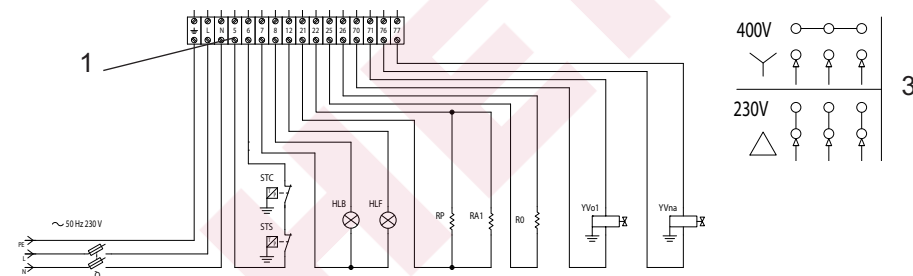 L N 5 6 7 8 12 21 22 25 26 70 71 76 77
1
400V
3
230V
STC
STS
HLB HLF
RP RA1 R0
YVo1 YVna
~ 50 Hz 230 V
PE
L
N